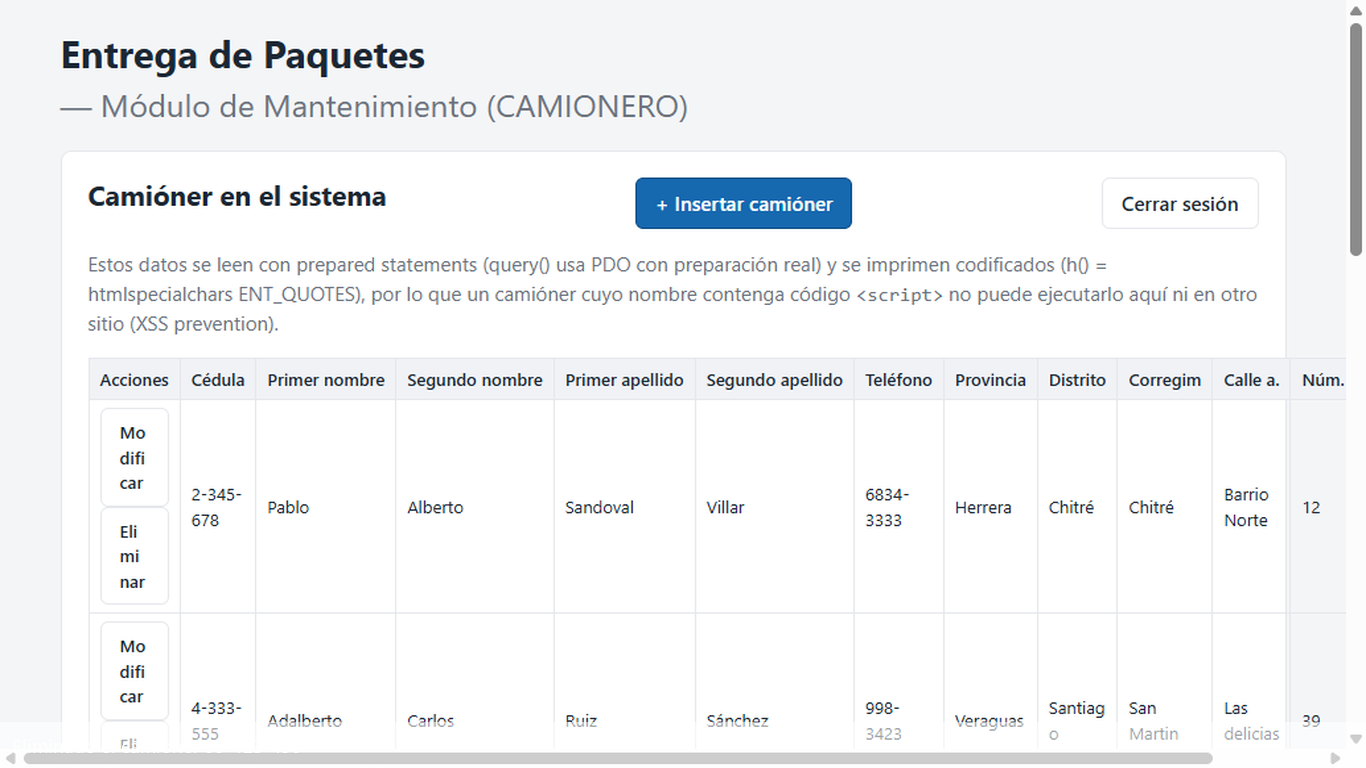 Entrega de Paquetes
— Módulo de Mantenimiento (CAMIONERO)
Camióner en el sistema
+ Insertar camióner
Cerrar sesión
Estos datos se leen con prepared statements (query() usa PDO con preparación real) y se imprimen codificados (h() =
htmlspecialchars ENT_QUOTES), por lo que un camióner cuyo nombre contenga código <script> no puede ejecutarlo aquí ni en otro
sitio (XSS prevention).
Acciones Cédula Primer nombre Segundo nombre Primer apellido Segundo apellido Teléfono Provincia Distrito Corregim Calle a. Núm.
Mo
difi
car
Eli
mi
nar
2-345-
678
Pablo
Alberto
Sandoval
Villar
6834-
3333
Herrera
Chitré
Chitré
Barrio
Norte
12
Mo
difi
car
Eli
4-333-
555
Adalberto
Carlos
Ruiz
Sánchez
998-
3423
Veraguas
Santiag
o
San
Martin
Las
delicias
39